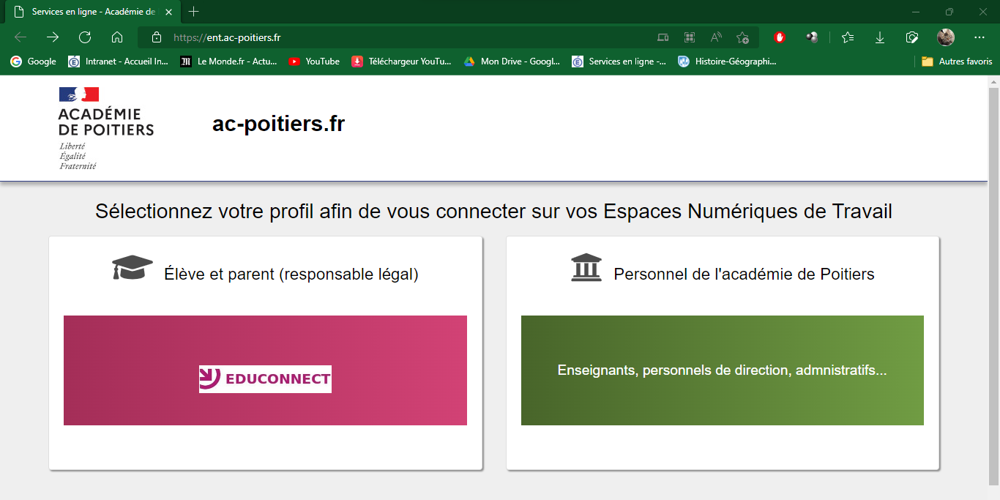 Services en ligne - Académie de
https://ent.ac-poitiers.fr
Google
Intranet - Accueil In...
Le Monde.fr - Actu...
YouTube
Téléchargeur YouTu...
Mon Drive - Googl...
Services en ligne -...
Histoire-Géographi...
Autres favoris
ACADÉMIE
DE POITIERS
Liberté
Égalité
Fraternité
ac-poitiers.fr
Sélectionnez votre profil afin de vous connecter sur vos Espaces Numériques de Travail
Élève et parent (responsable légal)
EDUCONNECT
Personnel de l'académie de Poitiers
Enseignants, personnels de direction, admnistratifs...